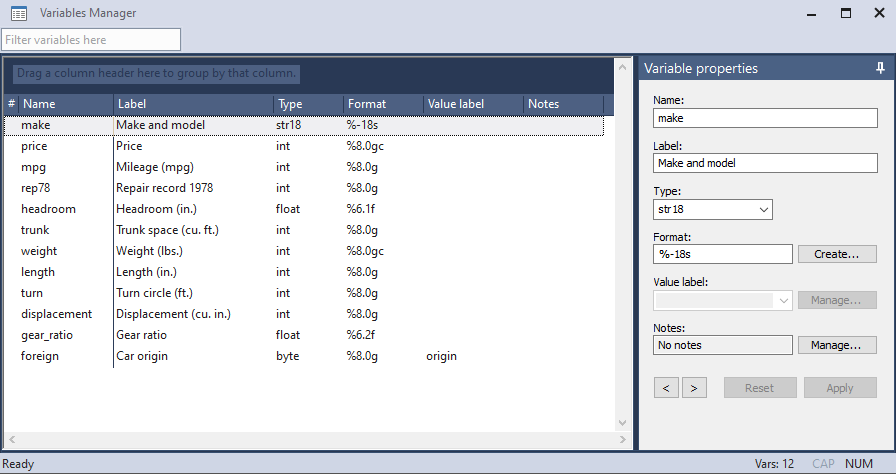 Variables Manager
Filter variables here
Drag a column header here to group by that column.
# Name Label Type Format Value label Notes
make Make and model str18 %-18s
price Price int %8.0gc
mpg Mileage (mpg) int %8.0g
rep78 Repair record 1978 int %8.0g
headroom Headroom (in.) float %6.1f
trunk Trunk space (cu. ft.) int %8.0g
weight Weight (lbs.) int %8.0gc
length Length (in.) int %8.0g
turn Turn circle (ft.) int %8.0g
displacement Displacement (cu. in.) int %8.0g
gear_ratio Gear ratio float %6.2f
foreign Car origin byte %8.0g origin
Variable properties
Name:
make
Label:
Make and model
Type:
str18
Format:
%-18s Create...
Value label:
Manage...
Notes:
No notes Manage...
< > Reset Apply
Ready Vars: 12 CAP NUM